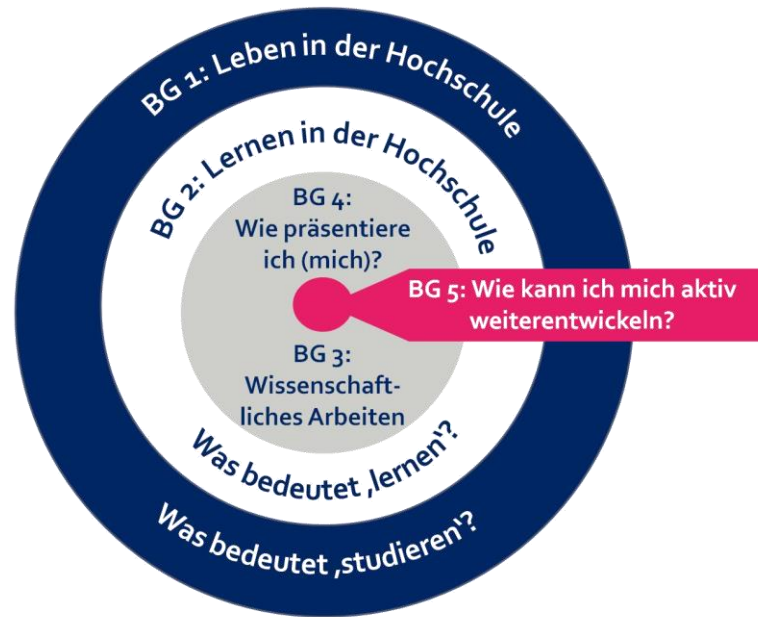 BG 1: Leben in der Hochschule
BG 2: Lernen in der Hochschule
BG 4:
Wie präsentiere
ich (mich)?
BG 5: Wie kann ich mich aktiv
weiterentwickeln?
BG 3:
Wissenschaft-
liches Arbeiten
Was bedeutet ‚lernen‘?
Was bedeutet ‚studieren‘?